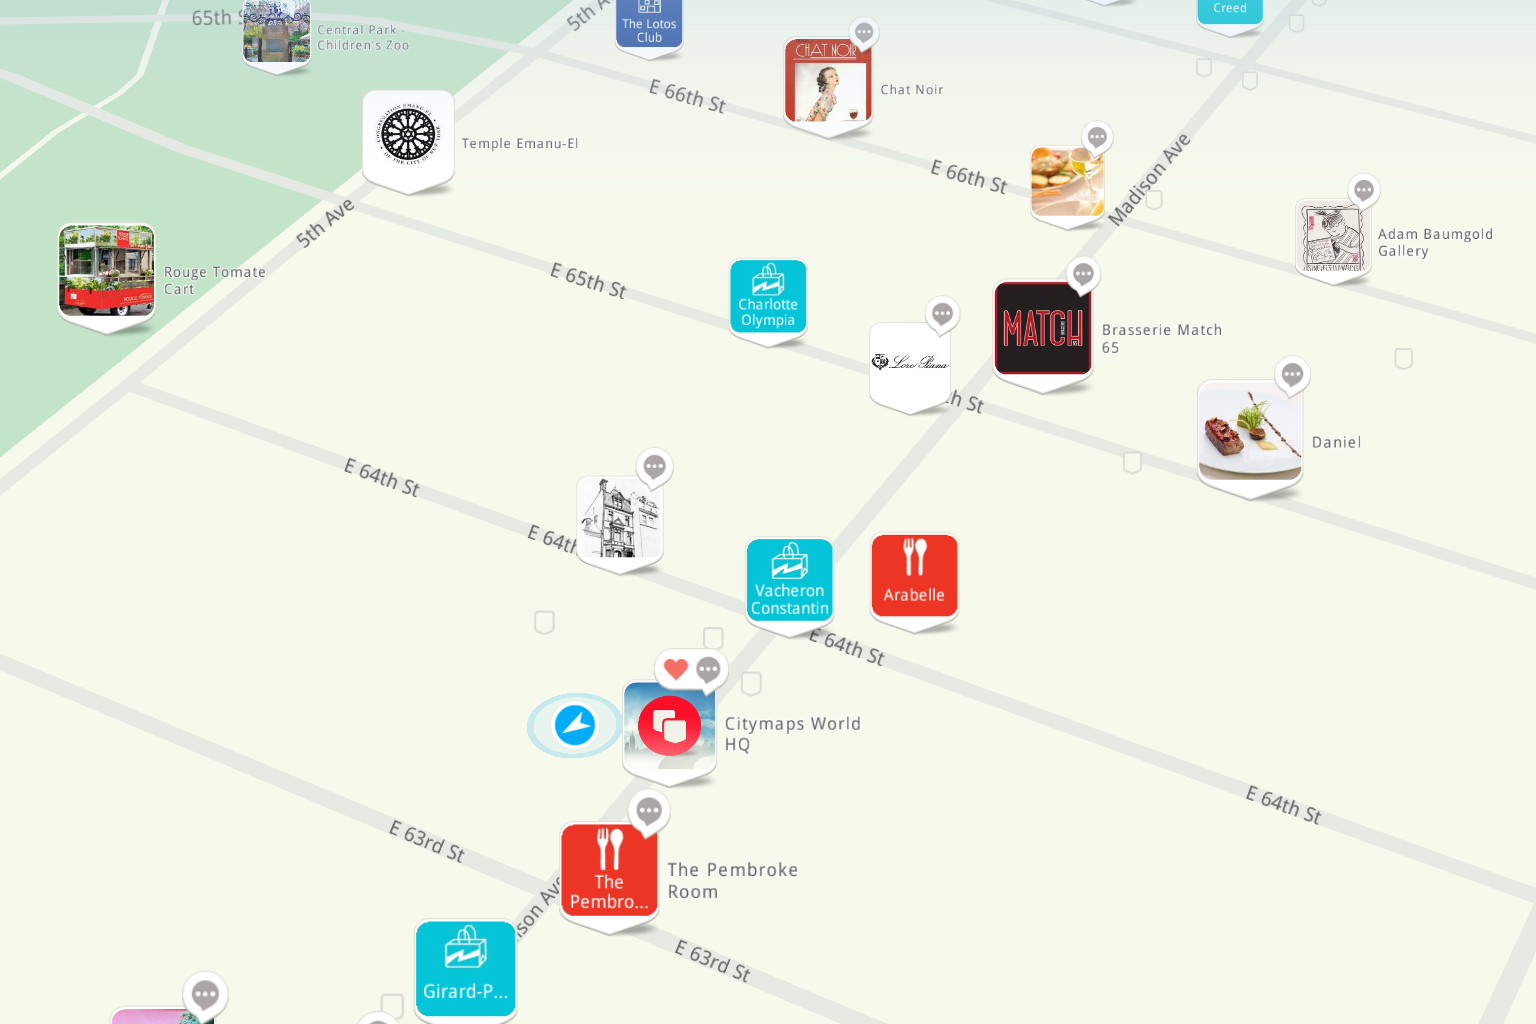 65th S
Central Park -
Children's Zoo
5th A
The Lotos
Club
Creed
CHAT NOIR
Chat Noir
E 66th St
Temple Emanu-El
E 66th St
Madison Ave
Adam Baumgold
Gallery
5th Ave
Rouge Tomate
Cart
E 65th St
Charlotte
Olympia
MATCH
Brasserie Match
65
Loro Piana
th St
Daniel
E 64th St
E 64th
Vacheron
Constantin
Arabelle
E 64th St
Citymaps World
HQ
E 64th St
E 63rd St
The
Pembro...
The Pembroke
Room
ison Ave
E 63rd St
Girard-P...